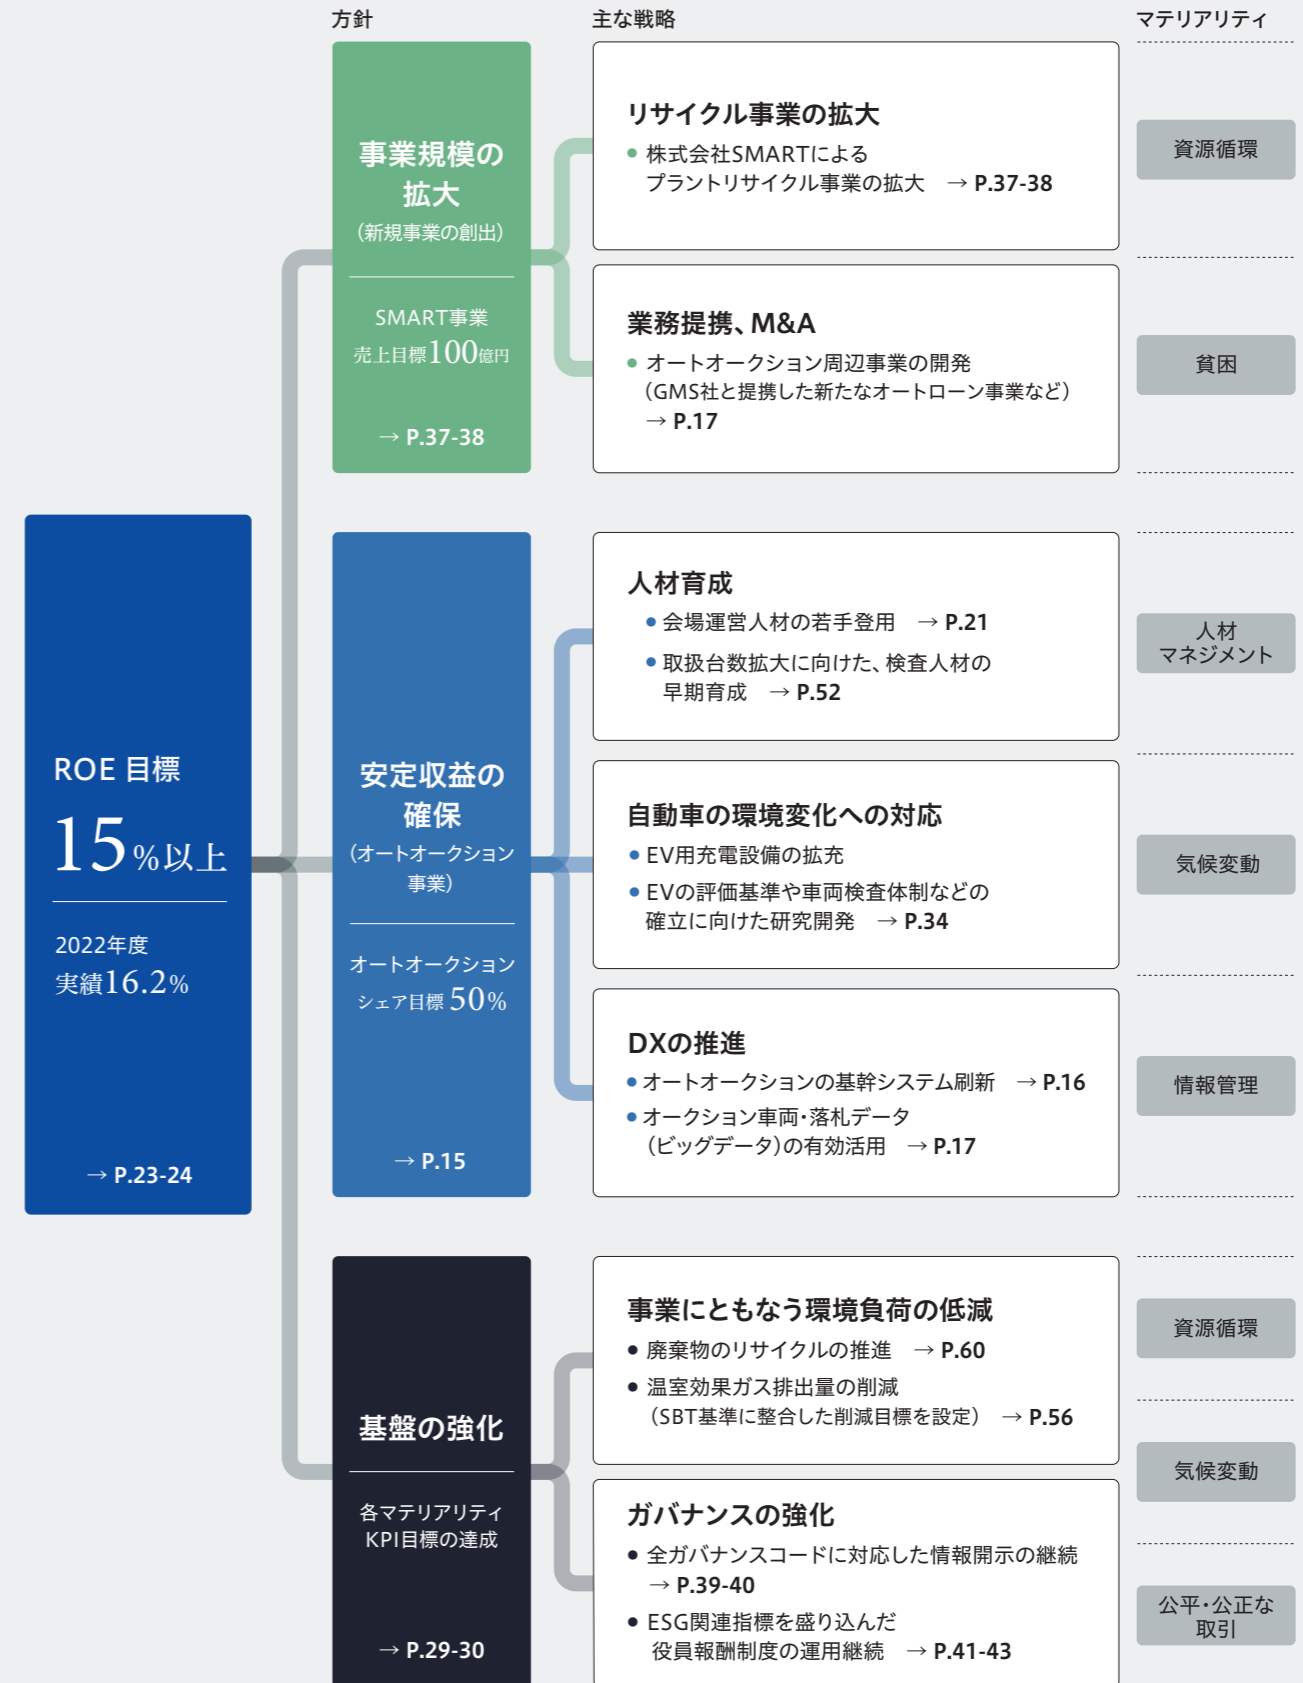 方針
主な戦略
マテリアリティ
ROE 目標
15%以上
2022年度
実績16.2%
→ P.23-24
事業規模の
拡大
(新規事業の創出)
SMART事業
売上目標100億円
→ P.37-38
リサイクル事業の拡大
● 株式会社SMARTによる
プラントリサイクル事業の拡大 → P.37-38
資源循環
業務提携、M&A
● オートオークション周辺事業の開発
(GMS社と提携した新たなオートローン事業など)
→ P.17
貧困
安定収益の
確保
(オートオークション
事業)
オートオークション
シェア目標 50%
→ P.15
人材育成
● 会場運営人材の若手登用 → P.21
● 取扱台数拡大に向けた、検査人材の
早期育成 → P.52
人材
マネジメント
自動車の環境変化への対応
● EV用充電設備の拡充
● EVの評価基準や車両検査体制などの
確立に向けた研究開発 → P.34
気候変動
DXの推進
● オートオークションの基幹システム刷新 → P.16
● オークション車両・落札データ
(ビッグデータ)の有効活用 → P.17
情報管理
基盤の強化
各マテリアリティ
KPI目標の達成
→ P.29-30
事業にともなう環境負荷の低減
● 廃棄物のリサイクルの推進 → P.60
● 温室効果ガス排出量の削減
(SBT基準に整合した削減目標を設定) → P.56
資源循環
気候変動
ガバナンスの強化
● 全ガバナンスコードに対応した情報開示の継続
→ P.39-40
● ESG関連指標を盛り込んだ
役員報酬制度の運用継続 → P.41-43
公平・公正な
取引